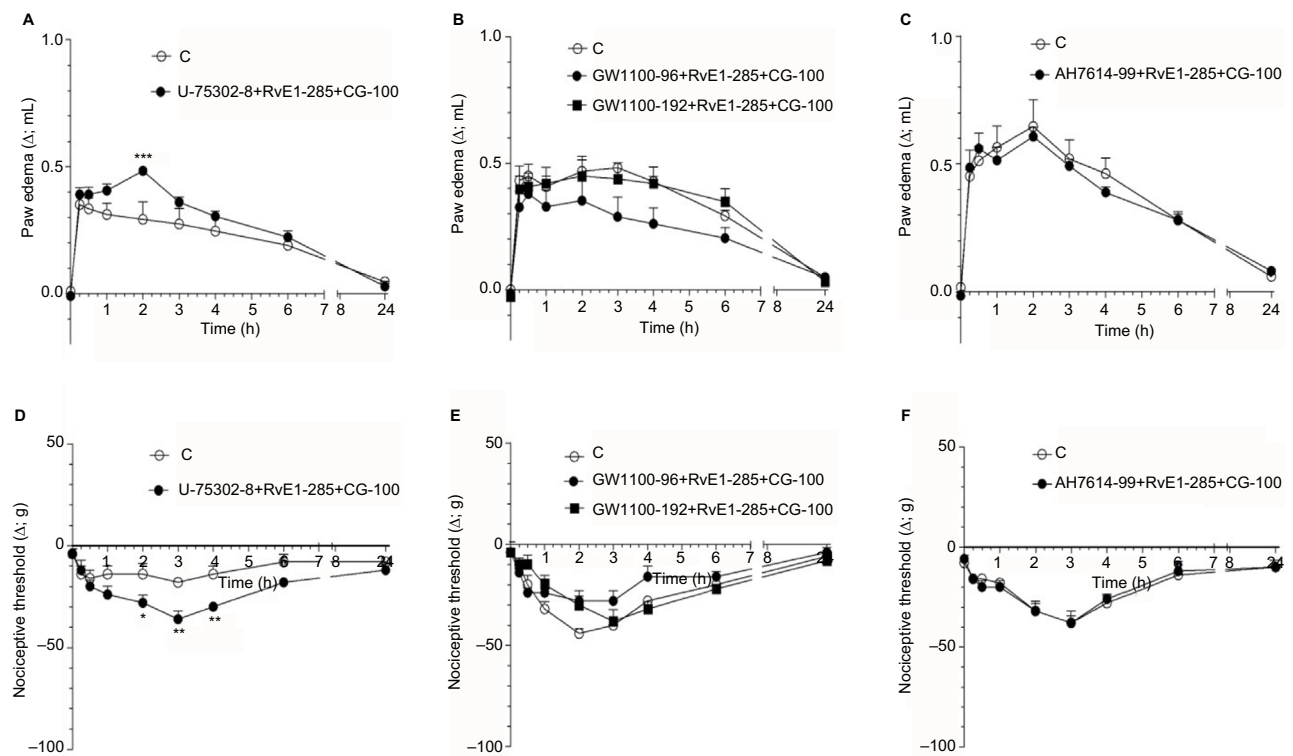 A
1.0
C
U-75302-8+RvE1-285+CG-100
***
0.5
0.0
Paw edema (Δ; mL)
1 2 3 4 5 6 7 8 24
Time (h)
B
1.0
C
GW1100-96+RvE1-285+CG-100
GW1100-192+RvE1-285+CG-100
0.5
0.0
Paw edema (Δ; mL)
1 2 3 4 5 6 7 8 24
Time (h)
C
1.0
C
AH7614-99+RvE1-285+CG-100
0.5
0.0
Paw edema (Δ; mL)
1 2 3 4 5 6 7 8 24
Time (h)
D
50
C
U-75302-8+RvE1-285+CG-100
0
1 2 3 4 5 6 7 8 24
Time (h)
* ** **
–50
–100
Nociceptive threshold (Δ; g)
E
50
C
GW1100-96+RvE1-285+CG-100
GW1100-192+RvE1-285+CG-100
0
1 2 3 4 5 6 7 8 24
Time (h)
–50
–100
Nociceptive threshold (Δ; g)
F
50
C
AH7614-99+RvE1-285+CG-100
0
1 2 3 4 5 6 7 8 24
Time (h)
–50
–100
Nociceptive threshold (Δ; g)